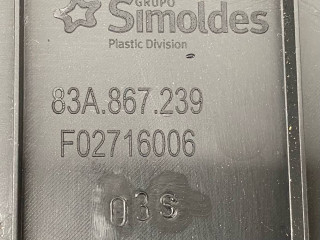 GRUPO
Simoldes
Plastic Division
83A.867.239
F02716006
03S